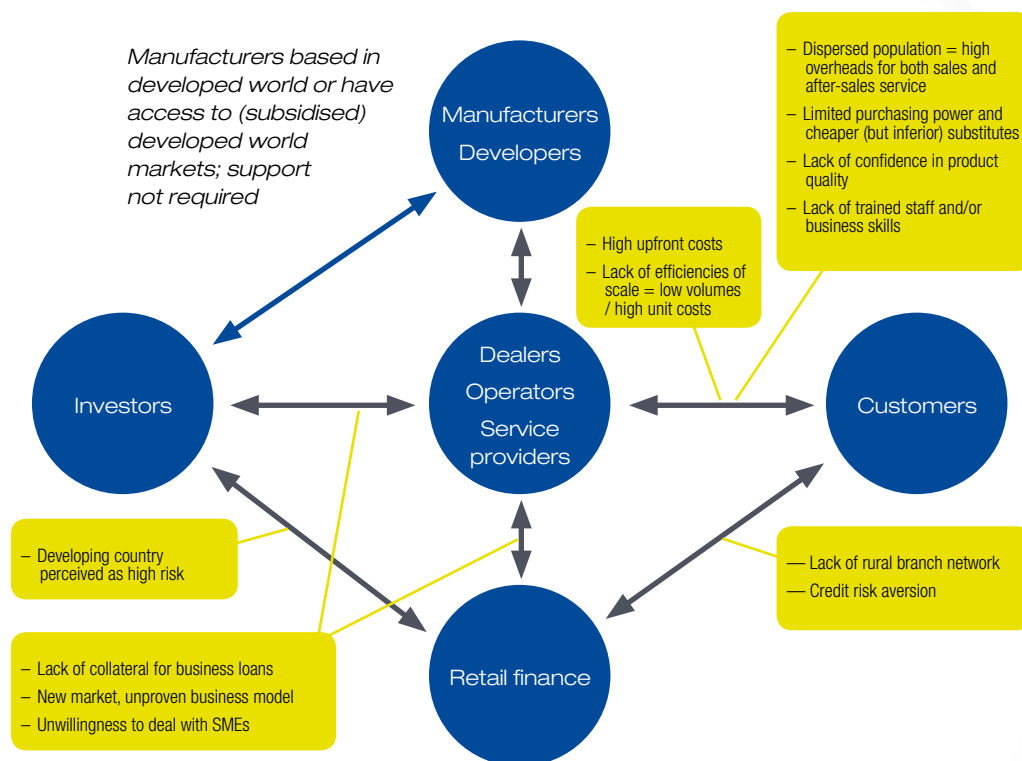 Manufacturers based in
developed world or have
access to (subsidised)
developed world
markets; support
not required
Manufacturers
Developers
– Dispersed population = high
overheads for both sales and
after-sales service
– Limited purchasing power and
cheaper (but inferior) substitutes
– Lack of confidence in product
quality
– Lack of trained staff and/or
business skills
– High upfront costs
– Lack of efficiencies of
scale = low volumes
/ high unit costs
Investors
Dealers
Operators
Service
providers
Customers
– Developing country
perceived as high risk
— Lack of rural branch network
— Credit risk aversion
– Lack of collateral for business loans
– New market, unproven business model
– Unwillingness to deal with SMEs
Retail finance